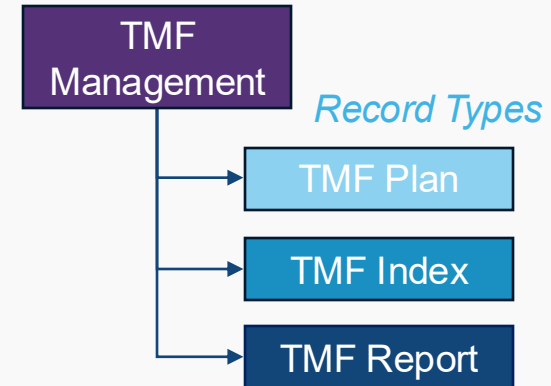 TMF
Management
Record Types
TMF Plan
TMF Index
TMF Report